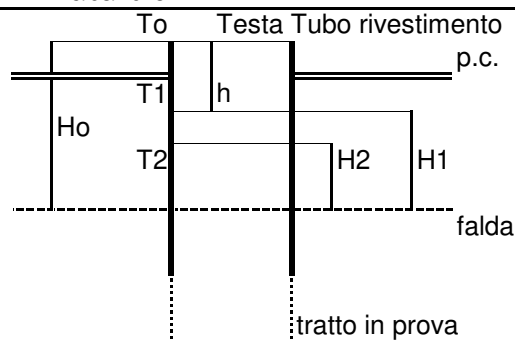 To Testa Tubo rivestimento
p.c.
T1 h
Ho
T2 H2 H1
falda
tratto in prova